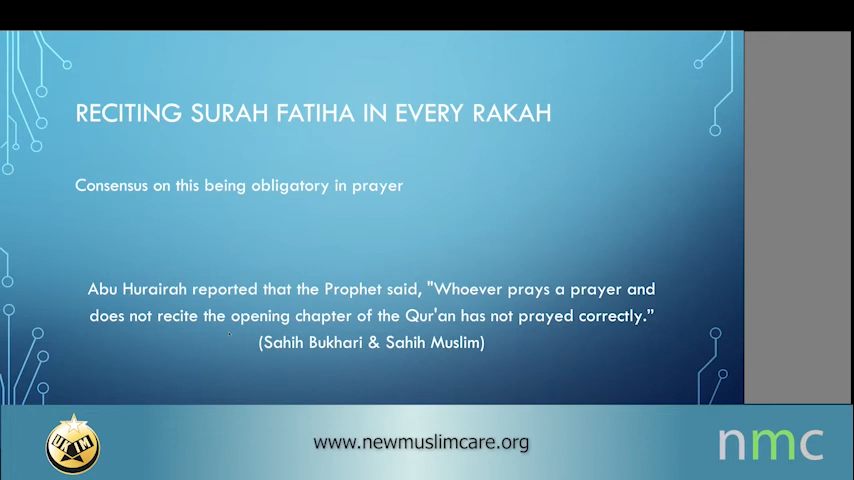 RECITING SURAH FATIHA IN EVERY RAKAH
Consensus on this being obligatory in prayer
Abu Hurairah reported that the Prophet said, "Whoever prays a prayer and
does not recite the opening chapter of the Qur'an has not prayed correctly.”
(Sahih Bukhari & Sahih Muslim)
UKIM
www.newmuslimcare.org
nmc